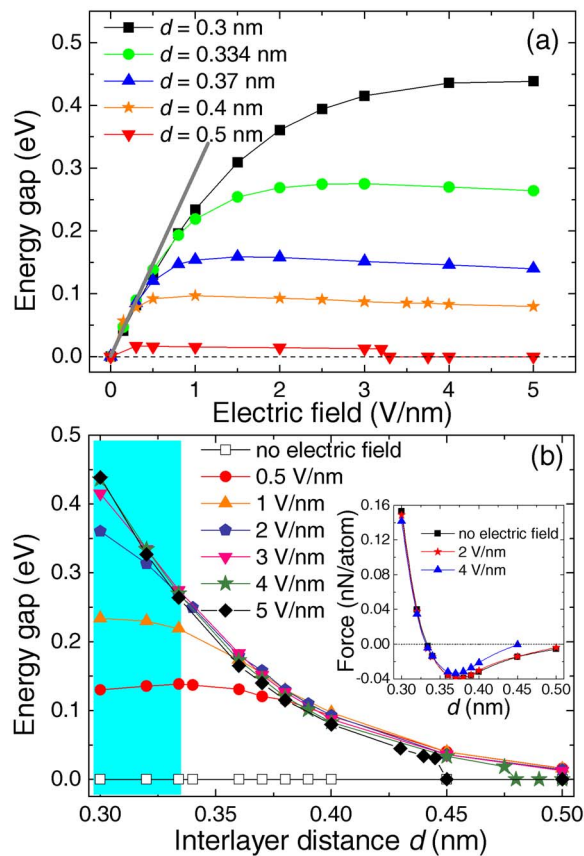 (a)
d = 0.3 nm
d = 0.334 nm
d = 0.37 nm
d = 0.4 nm
d = 0.5 nm
Energy gap (eV)
0.5
0.4
0.3
0.2
0.1
0.0
0 1 2 3 4 5
Electric field (V/nm)
(b)
no electric field
0.5 V/nm
1 V/nm
2 V/nm
3 V/nm
4 V/nm
5 V/nm
Energy gap (eV)
0.5
0.4
0.3
0.2
0.1
0.0
0.30 0.35 0.40 0.45 0.50
Interlayer distance d (nm)
no electric field
2 V/nm
4 V/nm
Force (nN/atom)
0.16
0.12
0.08
0.04
0.00
-0.04
0.30 0.35 0.40 0.45 0.50
d (nm)